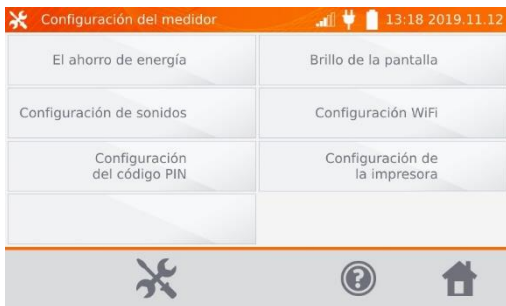 Configuración del medidor
13:18 2019.11.12
El ahorro de energía
Brillo de la pantalla
Configuración de sonidos
Configuración WiFi
Configuración
del código PIN
Configuración de
la impresora
?